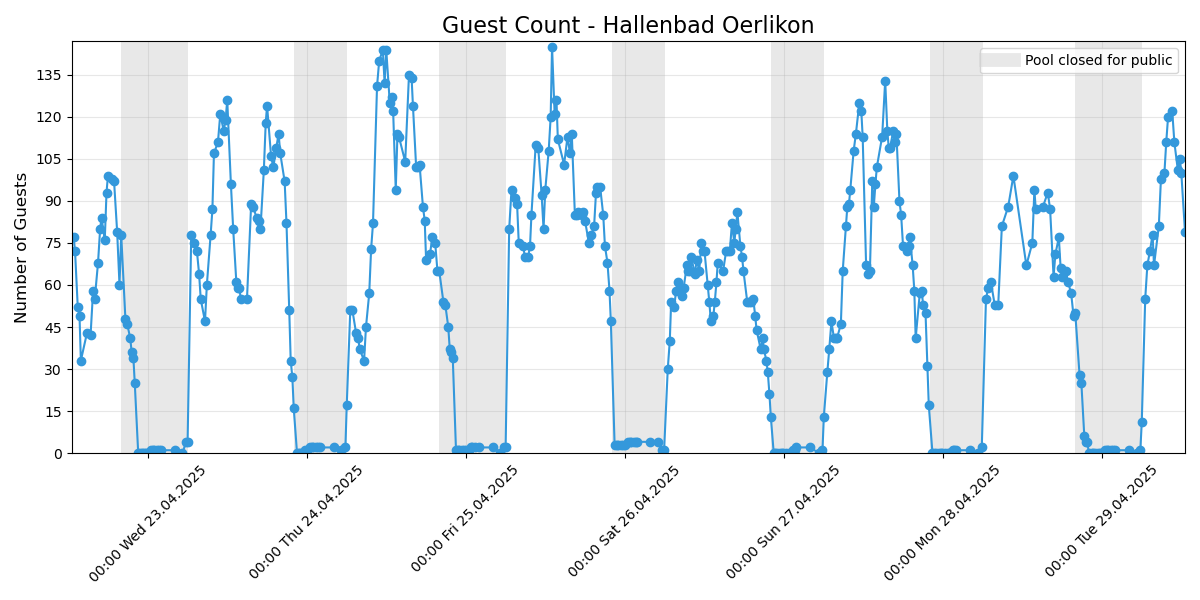 Guest Count - Hallenbad Oerlikon
Pool closed for public
Number of Guests
135
120
105
90
75
60
45
30
15
0
00:00 Wed 23.04.2025
00:00 Thu 24.04.2025
00:00 Fri 25.04.2025
00:00 Sat 26.04.2025
00:00 Sun 27.04.2025
00:00 Mon 28.04.2025
00:00 Tue 29.04.2025